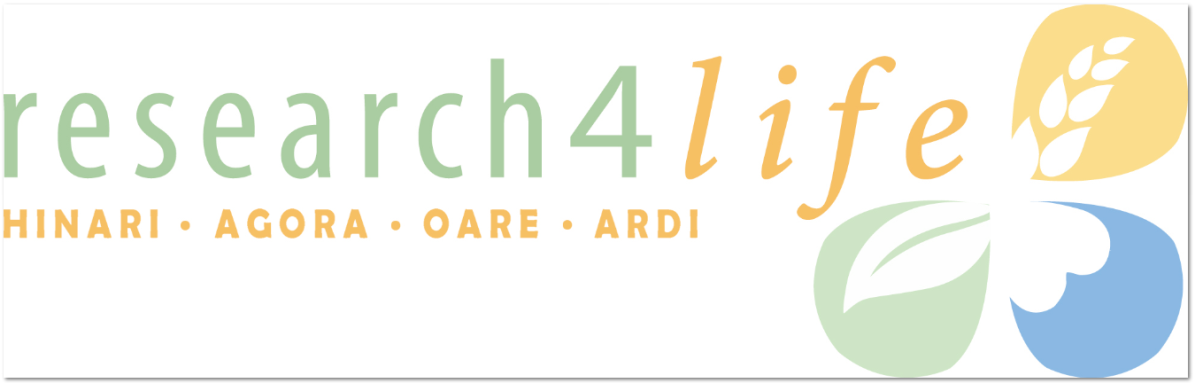 research4life
HINARI • AGORA • OARE • ARDI